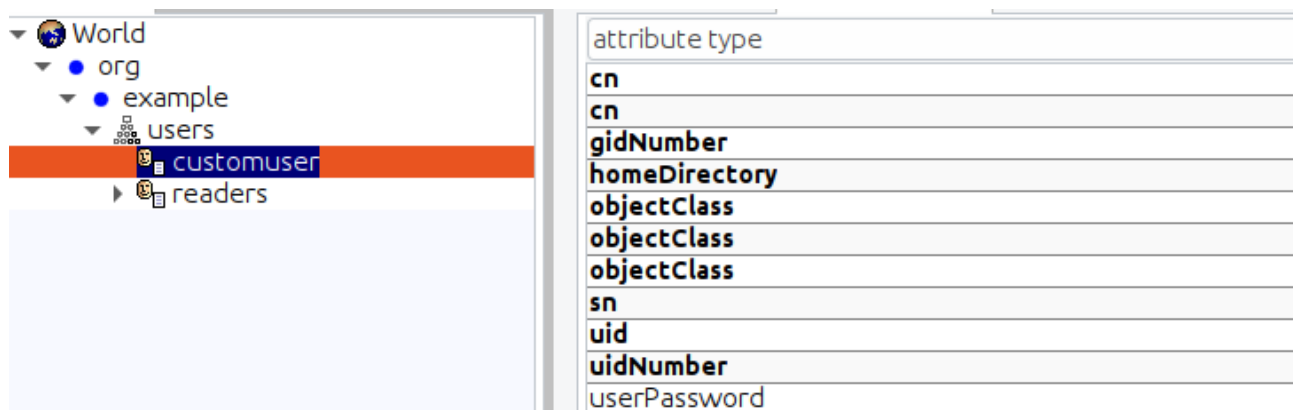 World
org
example
users
customuser
readers
attribute type
cn
cn
gidNumber
homeDirectory
objectClass
objectClass
objectClass
sn
uid
uidNumber
userPassword